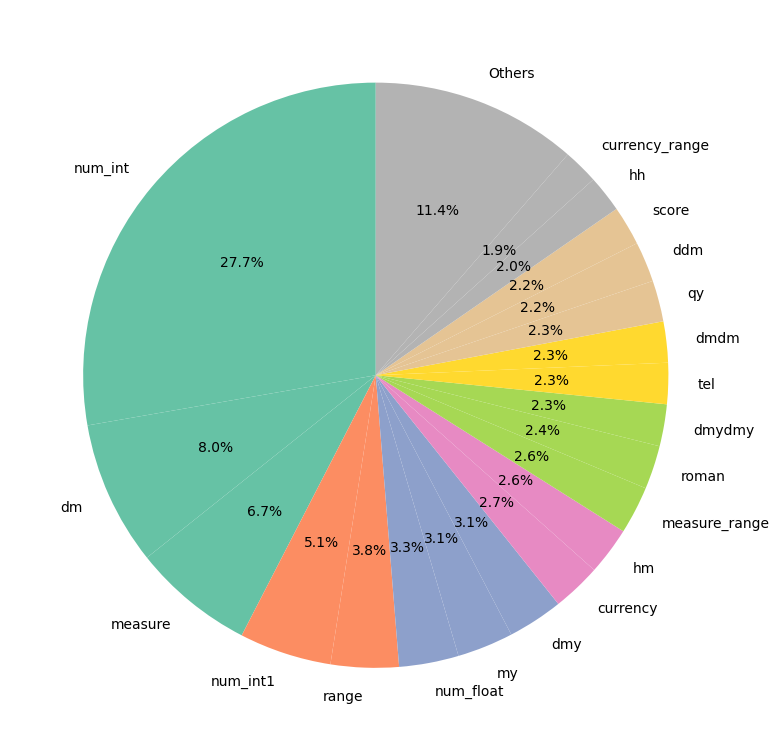 Others
currency_range
hh
score
ddm
qy
dmdm
tel
dmydmy
roman
measure_range
hm
currency
dmy
my
num_float
range
num_int1
measure
dm
num_int
11.4%
1.9%
2.0%
2.2%
2.2%
2.3%
2.3%
2.3%
2.3%
2.4%
2.6%
2.6%
2.7%
3.1%
3.1%
3.3%
3.8%
5.1%
6.7%
8.0%
27.7%